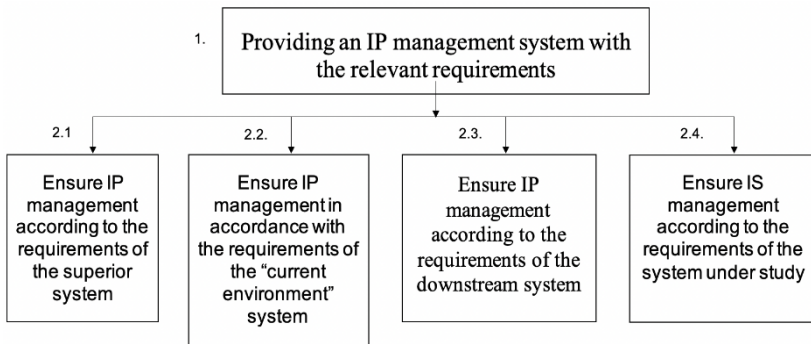 1.
Providing an IP management system with
the relevant requirements
2.1
2.2.
2.3.
2.4.
Ensure IP
management
according to the
requirements of
the superior
system
Ensure IP
management in
accordance with
the requirements of
the “current
environment”
system
Ensure IP
management
according to the
requirements of the
downstream system
Ensure IS
management
according to the
requirements of the
system under study